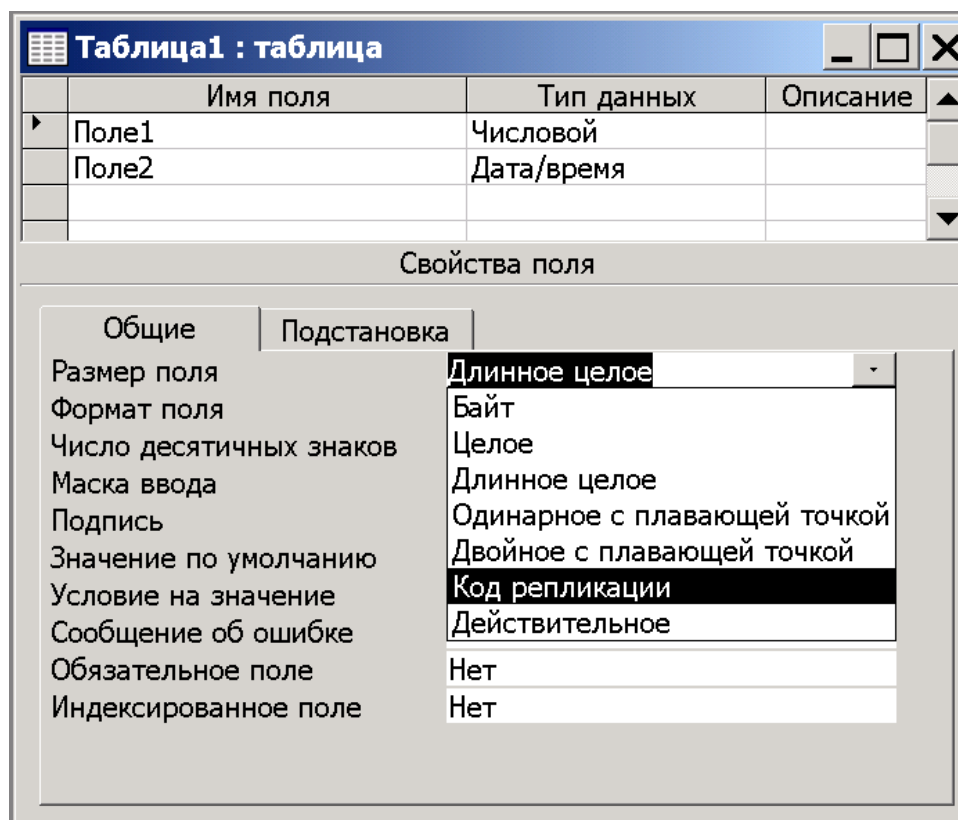 Таблица1 : таблица
Имя поля Тип данных Описание
Поле1 Числовой
Поле2 Дата/время
Свойства поля
Общие Подстановка
Размер поля Длинное целое
Формат поля Байт
Число десятичных знаков Целое
Маска ввода Длинное целое
Подпись Одинарное с плавающей точкой
Значение по умолчанию Двойное с плавающей точкой
Условие на значение Код репликации
Сообщение об ошибке Действительное
Обязательное поле Нет
Индексированное поле Нет